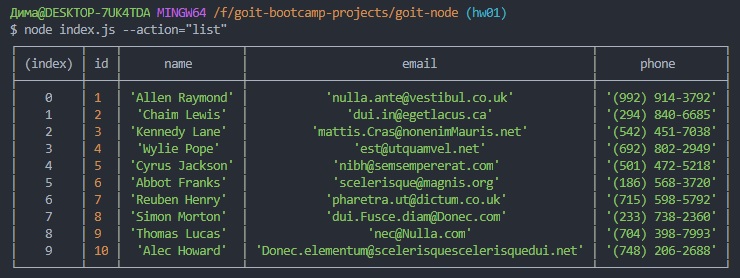 Дима@DESKTOP-7UK4TDA MINGW64 /f/goit-bootcamp-projects/goit-node (hw01)
$ node index.js --action="list"
(index) id name email phone
0 1 'Allen Raymond' 'nulla.ante@vestibul.co.uk' '(992) 914-3792'
1 2 'Chaim Lewis' 'dui.in@egetlacus.ca' '(294) 840-6685'
2 3 'Kennedy Lane' 'mattis.Cras@nonenimMauris.net' '(542) 451-7038'
3 4 'Wylie Pope' 'est@utquamvel.net' '(692) 802-2949'
4 5 'Cyrus Jackson' 'nibh@semsempererat.com' '(501) 472-5218'
5 6 'Abbot Franks' 'scelerisque@magnis.org' '(186) 568-3720'
6 7 'Reuben Henry' 'pharetra.ut@dictum.co.uk' '(715) 598-5792'
7 8 'Simon Morton' 'dui.Fusce.diam@Donec.com' '(233) 738-2360'
8 9 'Thomas Lucas' 'nec@Nulla.com' '(704) 398-7993'
9 10 'Alec Howard' 'Donec.elementum@scelerisquescelerisquedui.net' '(748) 206-2688'